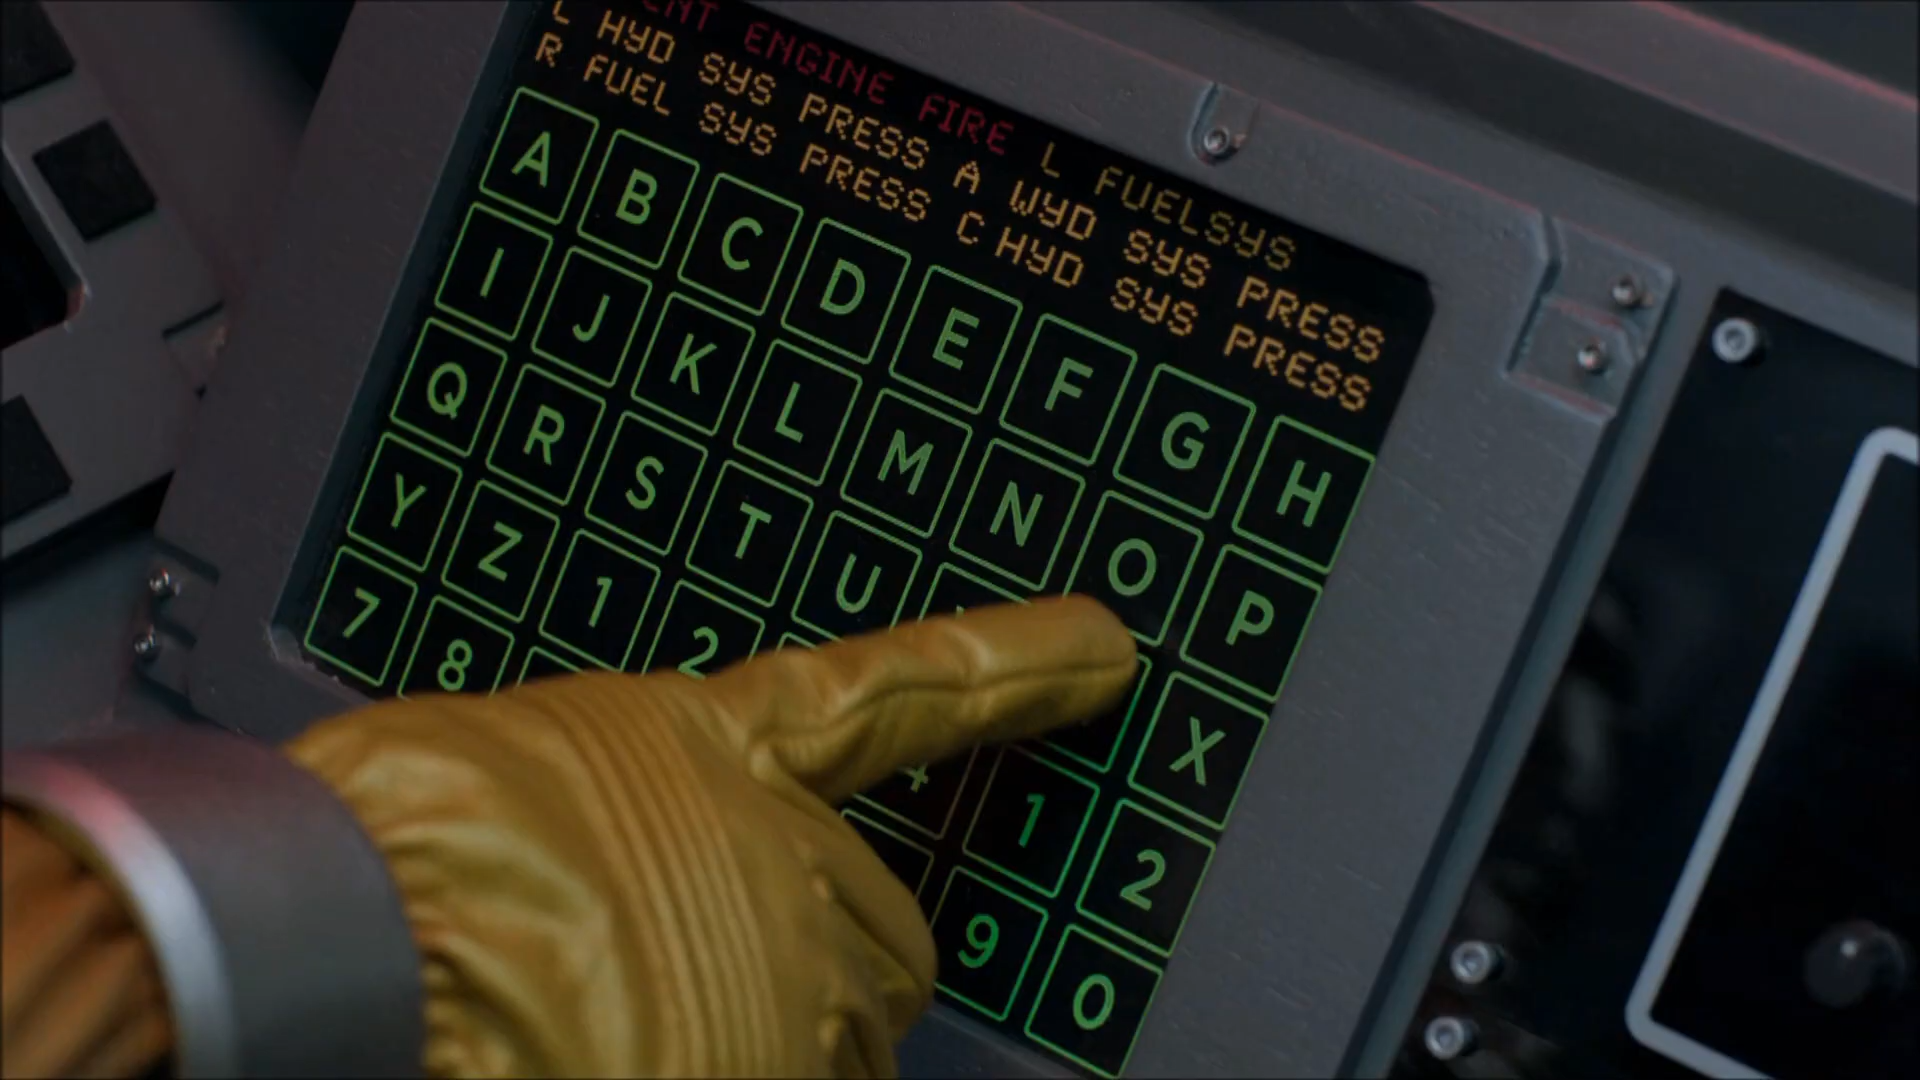 ENGINE FIRE L FUELSYS
L HYD SYS PRESS A WYD SYS PRESS
R FUEL SYS PRESS C HYD SYS PRESS
A B C D E F G H
I J K L M N O P
Q R S T U X
Y Z 1 2 1 2
7 8 9 0